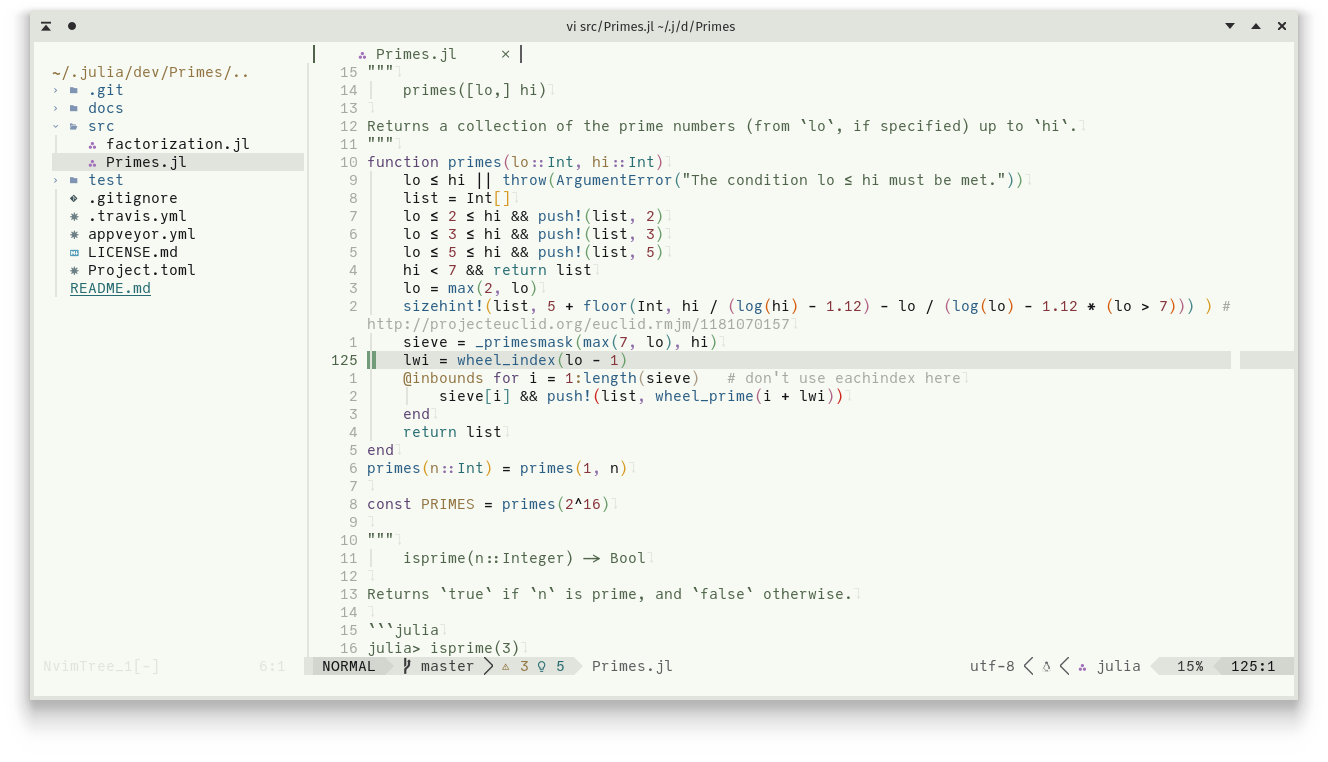 vi src/Primes.jl ~/.j/d/Primes
Primes.jl ×
~/.julia/dev/Primes/..
.git
docs
src
factorization.jl
Primes.jl
test
.gitignore
.travis.yml
appveyor.yml
LICENSE.md
Project.toml
README.md
15 """
14     primes([lo,] hi)
13
12 Returns a collection of the prime numbers (from `lo`, if specified) up to `hi`.
11 """
10 function primes(lo::Int, hi::Int)
9     lo ≤ hi || throw(ArgumentError("The condition lo ≤ hi must be met."))
8     list = Int[]
7     lo ≤ 2 ≤ hi && push!(list, 2)
6     lo ≤ 3 ≤ hi && push!(list, 3)
5     lo ≤ 5 ≤ hi && push!(list, 5)
4     hi < 7 && return list
3     lo = max(2, lo)
2     sizehint!(list, 5 + floor(Int, hi / (log(hi) - 1.12) - lo / (log(lo) - 1.12 * (lo > 7))) ) #
http://projecteuclid.org/euclid.rmjm/1181070157
1     sieve = _primesmask(max(7, lo), hi)
125     lwi = wheel_index(lo - 1)
1     @inbounds for i = 1:length(sieve)   # don't use eachindex here
2         sieve[i] && push!(list, wheel_prime(i + lwi))
3     end
4     return list
5 end
6 primes(n::Int) = primes(1, n)
7
8 const PRIMES = primes(2^16)
9
10 """
11     isprime(n::Integer) -> Bool
12
13 Returns `true` if `n` is prime, and `false` otherwise.
14
15 ```julia
16 julia> isprime(3)
NvimTree_1[-] 6:1
NORMAL master 3 5 Primes.jl utf-8 julia 15% 125:1